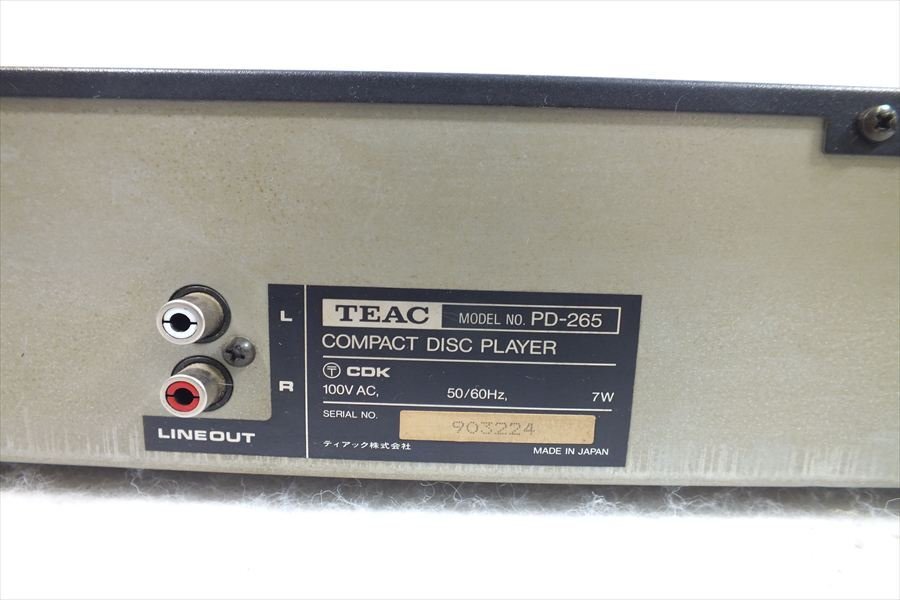 L
R
LINE OUT
TEAC MODEL NO. PD-265
COMPACT DISC PLAYER
〒 CDK
100V AC, 50/60Hz, 7W
SERIAL NO. 903224
ティアック株式会社 MADE IN JAPAN